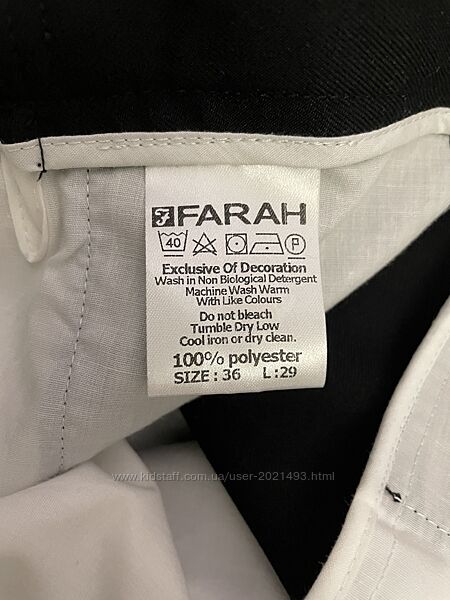 FARAH
40 P
Exclusive Of Decoration
Wash in Non Biological Detergent
Machine Wash Warm
With Like Colours
Do not bleach
Tumble Dry Low
Cool iron or dry clean.
100% polyester
SIZE : 36 L:29
www.kidstaff.com.ua/user-2021493.html